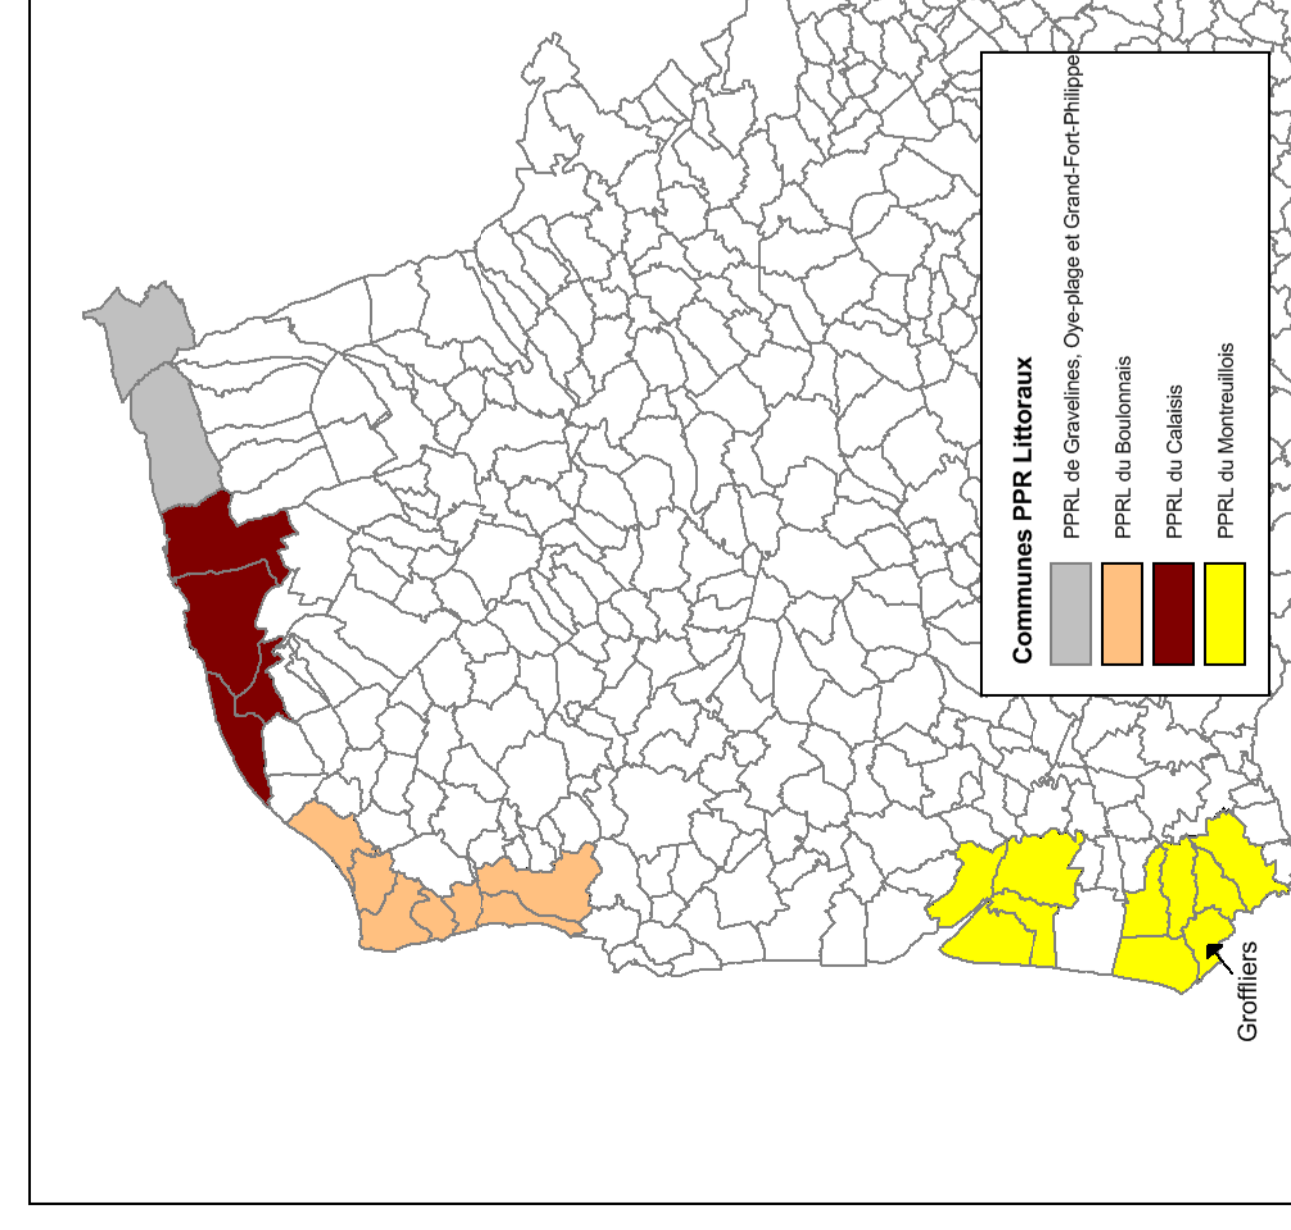 Communes PPR Littoraux
PPRL de Gravelines, Oye-plage et Grand-Fort-Philippe
PPRL du Boulonnais
PPRL du Calaisis
PPRL du Montreuillois
Groffliers